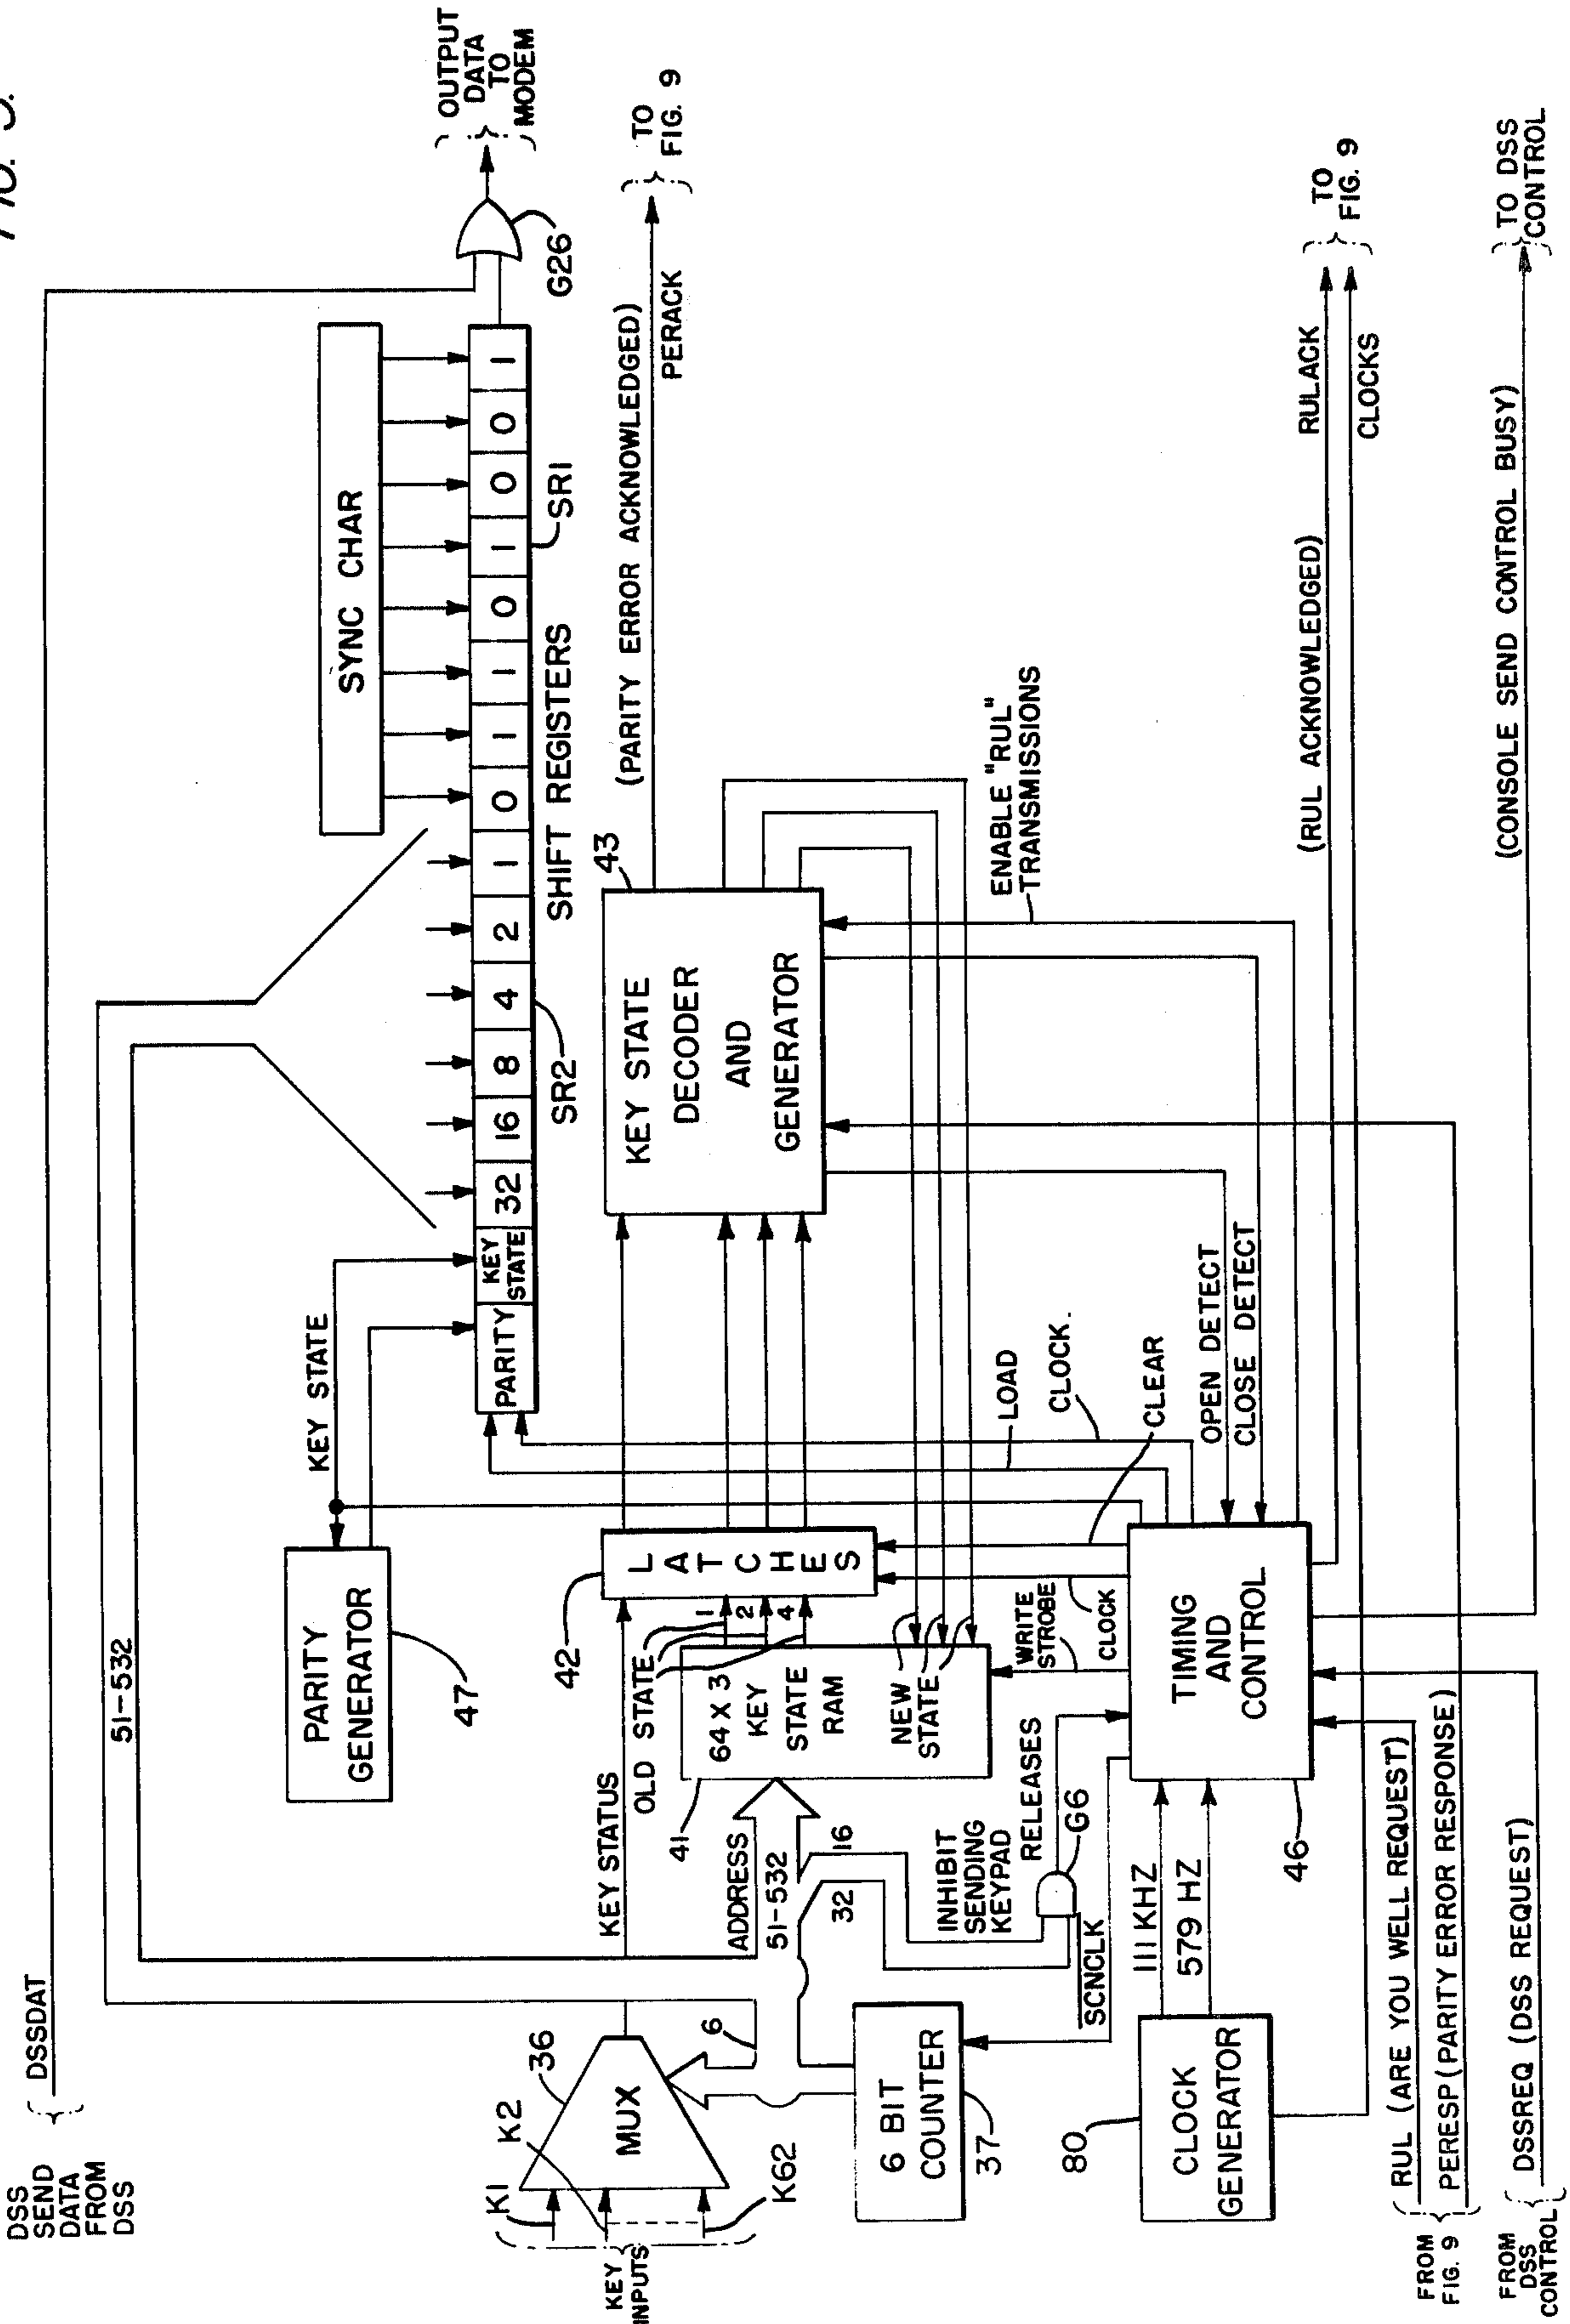 FIG. 5.
DSS
SEND
DATA
FROM
DSS
DSSDAT
51-532
PARITY
GENERATOR
47
KEY STATE
SYNC CHAR
OUTPUT
DATA
TO
MODEM
G26
PARITY
KEY
STATE
32
16
8
4
2
1
0
1
1
0
1
0
0
1
SR2
SHIFT REGISTERS
SR1
KEY
INPUTS
K1
K2
K62
36
MUX
6
KEY STATUS
OLD STATE
1
2
4
42
LATCHES
41
64 X 3
KEY
STATE
RAM
NEW
STATE
ADDRESS
51-532
16
32
INHIBIT
SENDING
KEYPAD
RELEASES
G6
SCNCLK
6 BIT
COUNTER
37
KEY STATE
DECODER
AND
GENERATOR
43
(PARITY ERROR ACKNOWLEDGED)
PERACK
TO
FIG. 9
ENABLE "RUL"
TRANSMISSIONS
LOAD
CLOCK.
CLEAR
OPEN DETECT
CLOSE DETECT
WRITE
STROBE
CLOCK
80
CLOCK
GENERATOR
111 KHZ
579 HZ
TIMING
AND
CONTROL
46
(RUL ACKNOWLEDGED)
RULACK
CLOCKS
TO
FIG. 9
FROM
FIG. 9
RUL (ARE YOU WELL REQUEST)
PERESP (PARITY ERROR RESPONSE)
FROM
DSS
CONTROL
DSSREQ (DSS REQUEST)
(CONSOLE SEND CONTROL BUSY)
TO DSS
CONTROL